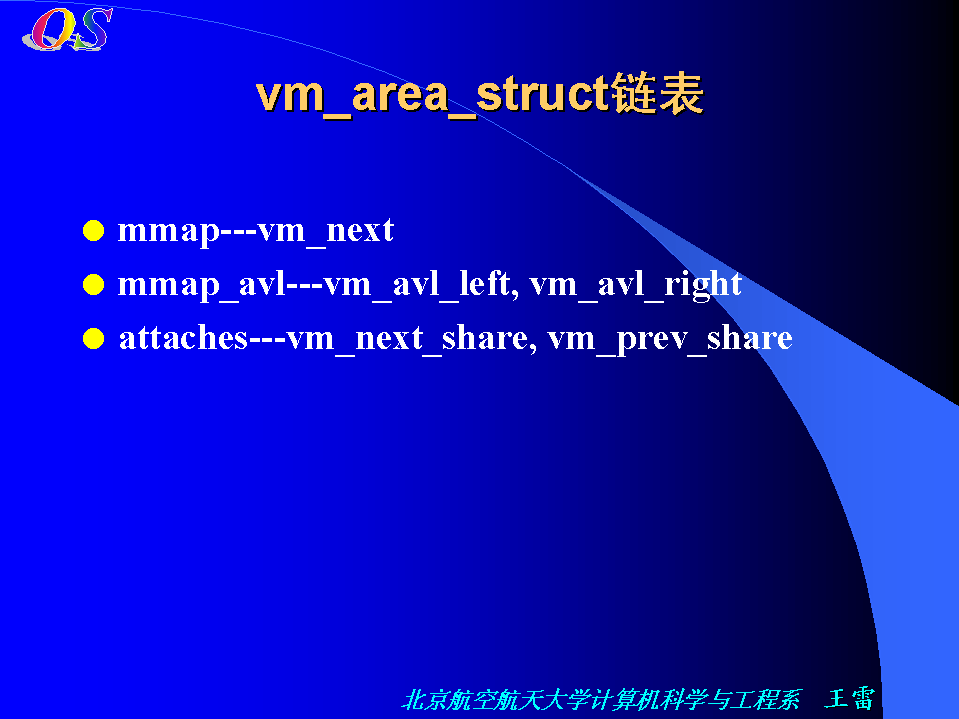 OS
vm_area_struct链表
mmap---vm_next
mmap_avl---vm_avl_left, vm_avl_right
attaches---vm_next_share, vm_prev_share
北京航空航天大学计算机科学与工程系 王雷